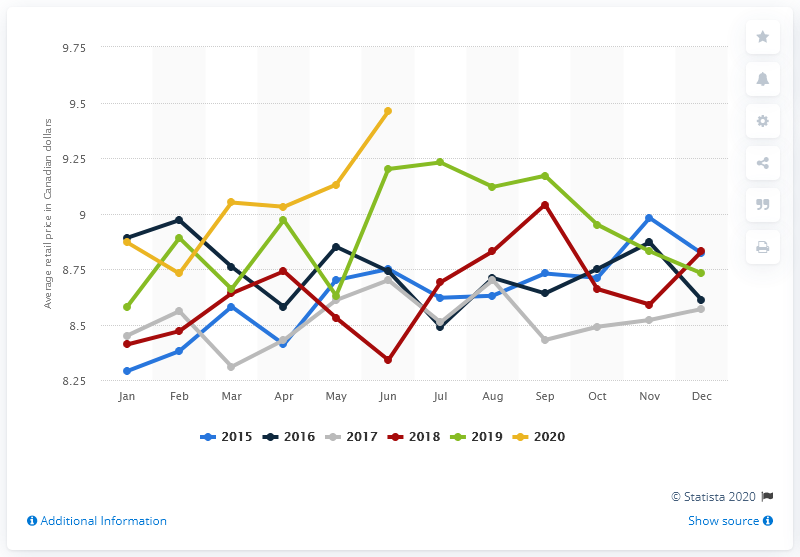 Average retail price in Canadian dollars
9.75
9.5
9.25
9
8.75
8.5
8.25
Jan Feb Mar Apr May Jun Jul Aug Sep Oct Nov Dec
2015 2016 2017 2018 2019 2020
© Statista 2020
Additional Information Show source